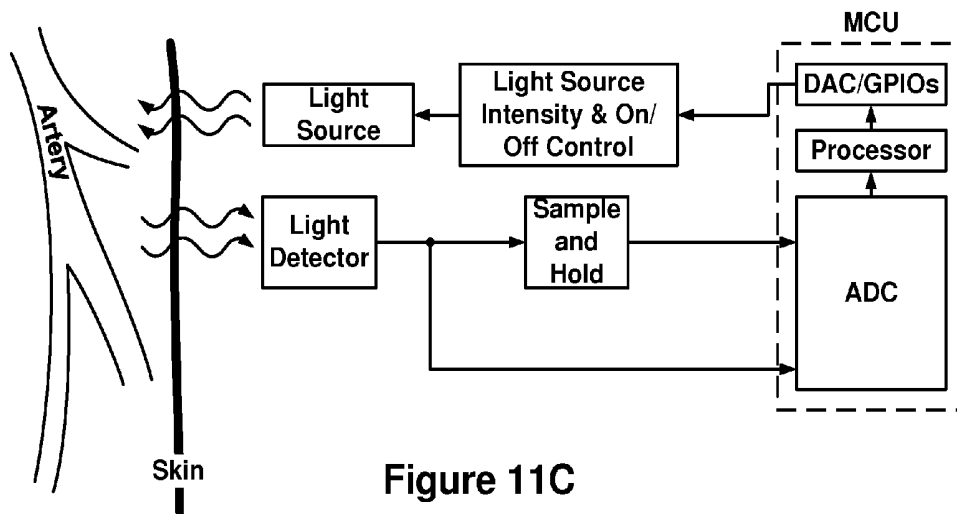 MCU
Light
Source
Light Source
Intensity & On/
Off Control
DAC/GPIOs
Processor
Artery
Light
Detector
Sample
and
Hold
ADC
Skin
Figure 11C